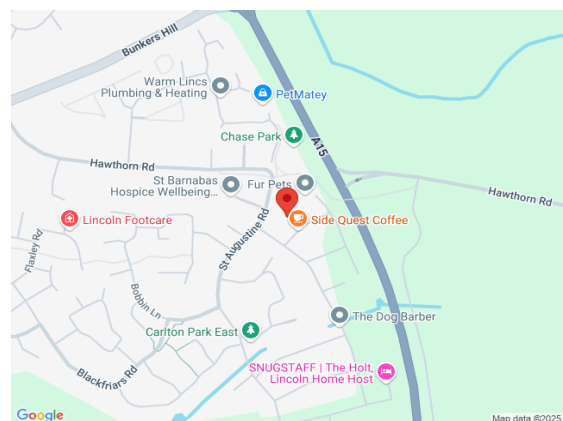 Bunkers Hill
Warm Lincs
Plumbing & Heating
PetMatey
Chase Park
A15
Hawthorn Rd
St Barnabas
Hospice Wellbeing...
Fur Pets
Hawthorn Rd
Lincoln Footcare
Side Quest Coffee
St Augustine Rd
Flaxley Rd
Bobbin Ln
The Dog Barber
Carlton Park East
Blackfriars Rd
SNUGSTAFF | The Holt,
Lincoln Home Host
Google
Map data ©2025